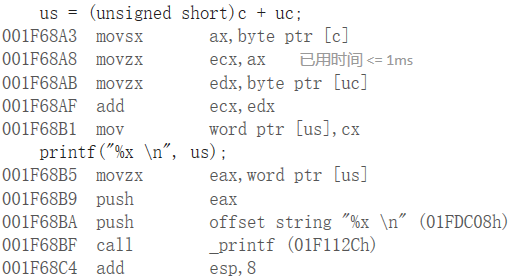 us = (unsigned short)c + uc;
001F68A3 movsx ax,byte ptr [c]
001F68A8 movzx ecx,ax 已用时间 <= 1ms
001F68AB movzx edx,byte ptr [uc]
001F68AF add ecx,edx
001F68B1 mov word ptr [us],cx
printf("%x \n", us);
001F68B5 movzx eax,word ptr [us]
001F68B9 push eax
001F68BA push offset string "%x \n" (01FDC08h)
001F68BF call _printf (01F112Ch)
001F68C4 add esp,8